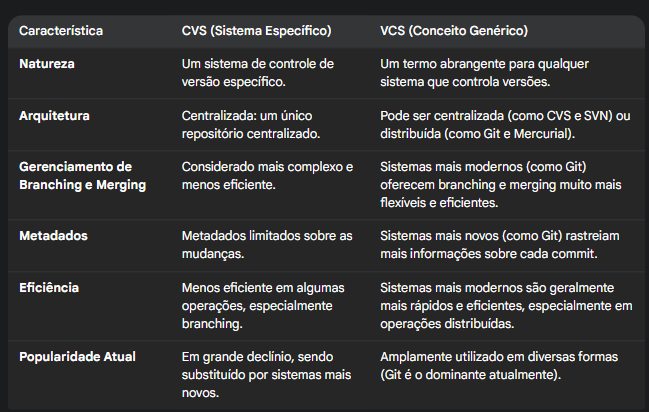 Característica CVS (Sistema Específico) VCS (Conceito Genérico)
Natureza Um sistema de controle de Um termo abrangente para qualquer
versão específico. sistema que controla versões.
Arquitetura Centralizada: um único Pode ser centralizada (como CVS e SVN) ou
repositório centralizado. distribuída (como Git e Mercurial).
Gerenciamento de Considerado mais complexo e Sistemas mais modernos (como Git)
Branching e Merging menos eficiente. oferecem branching e merging muito mais
flexíveis e eficientes.
Metadados Metadados limitados sobre as Sistemas mais novos (como Git) rastreiam
mudanças. mais informações sobre cada commit.
Eficiência Menos eficiente em algumas Sistemas mais modernos são geralmente
operações, especialmente mais rápidos e eficientes, especialmente em
branching. operações distribuídas.
Popularidade Atual Em grande declínio, sendo Amplamente utilizado em diversas formas
substituído por sistemas mais (Git é o dominante atualmente).
novos.